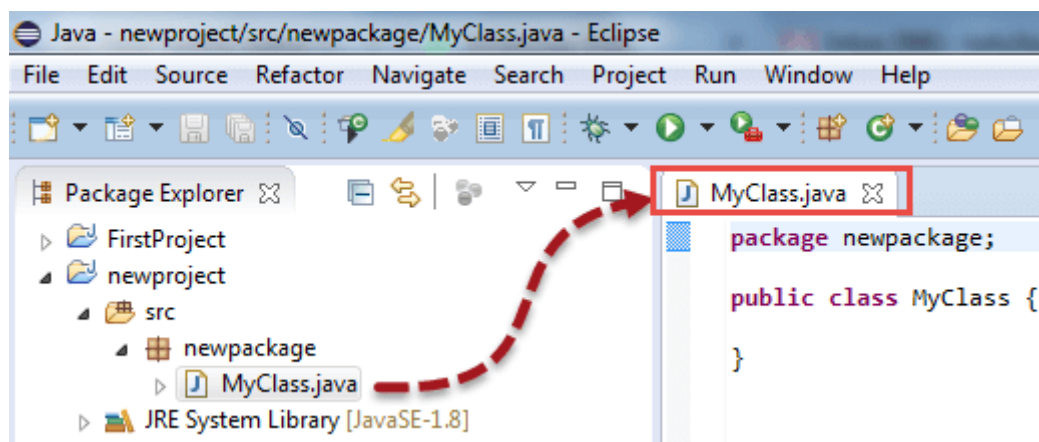 Java - newproject/src/newpackage/MyClass.java - Eclipse
File Edit Source Refactor Navigate Search Project Run Window Help
Package Explorer
FirstProject
newproject
src
newpackage
MyClass.java
JRE System Library [JavaSE-1.8]
MyClass.java
package newpackage;
public class MyClass {
}